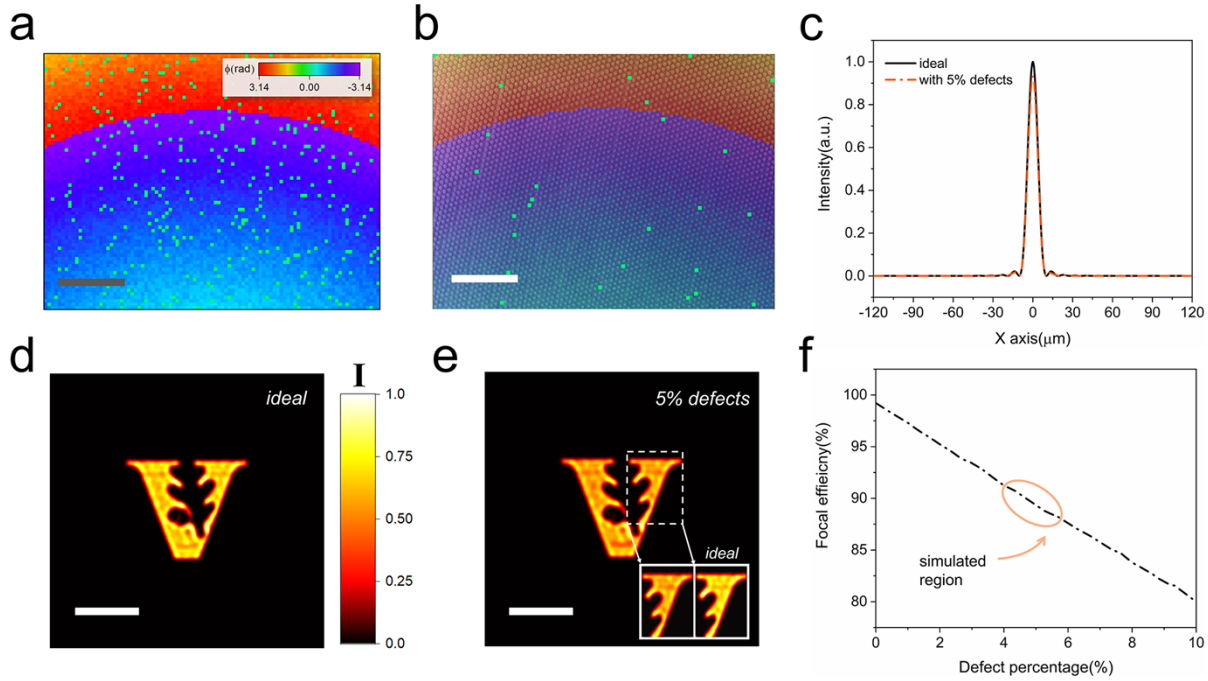 a
ϕ(rad)
3.14 0.00 -3.14
b
c
ideal
with 5% defects
1.0
0.8
0.6
0.4
0.2
0.0
Intensity(a.u.)
-120 -90 -60 -30 0 30 60 90 120
X axis(μm)
d
ideal
I
1.0
0.75
0.50
0.25
0.0
e
5% defects
ideal
f
100
95
90
85
80
Focal effieicny(%)
simulated
region
0 2 4 6 8 10
Defect percentage(%)